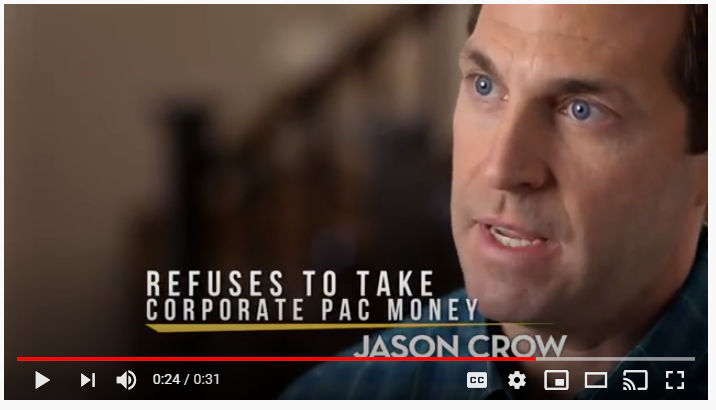 REFUSES TO TAKE
CORPORATE PAC MONEY
JASON CROW
0:24 / 0:31
CC